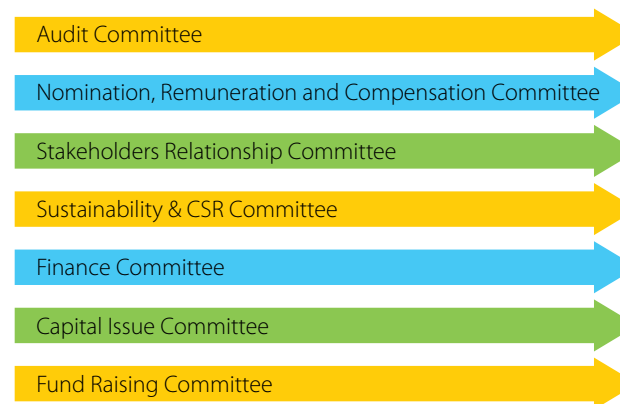 Audit Committee
Nomination, Remuneration and Compensation Committee
Stakeholders Relationship Committee
Sustainability & CSR Committee
Finance Committee
Capital Issue Committee
Fund Raising Committee